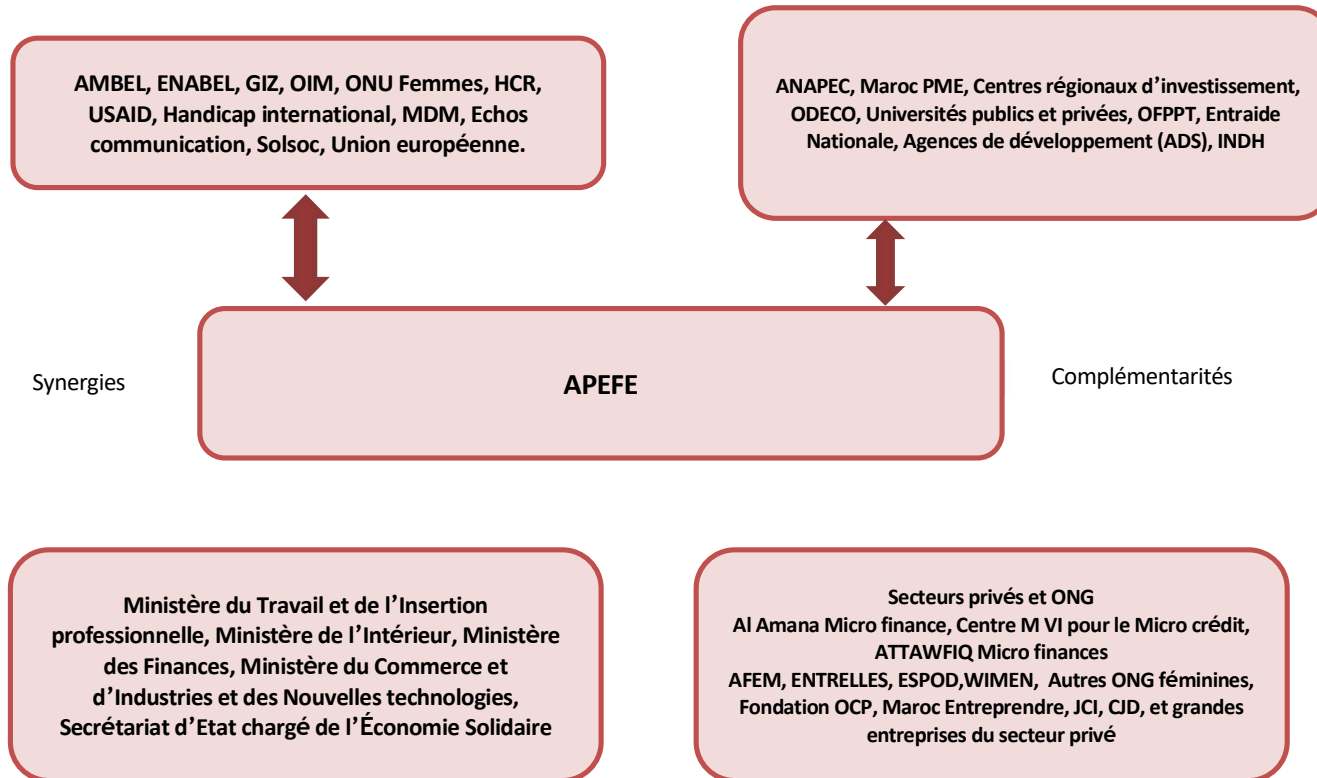 AMBEL, ENABEL, GIZ, OIM, ONU Femmes, HCR,
USAID, Handicap international, MDM, Echos
communication, Solsoc, Union européenne.
ANAPEC, Maroc PME, Centres régionaux d'investissement,
ODECO, Universités publics et privées, OFPPT, Entraide
Nationale, Agences de développement (ADS), INDH
Synergies
APEFE
Complémentarités
Ministère du Travail et de l'Insertion
professionnelle, Ministère de l'Intérieur, Ministère
des Finances, Ministère du Commerce et
d'Industries et des Nouvelles technologies,
Secrétariat d'Etat chargé de l'Économie Solidaire
Secteurs privés et ONG
Al Amana Micro finance, Centre M VI pour le Micro crédit,
ATTAWFIQ Micro finances
AFEM, ENTRELLES, ESPOD,WIMEN, Autres ONG féminines,
Fondation OCP, Maroc Entreprendre, JCI, CJD, et grandes
entreprises du secteur privé